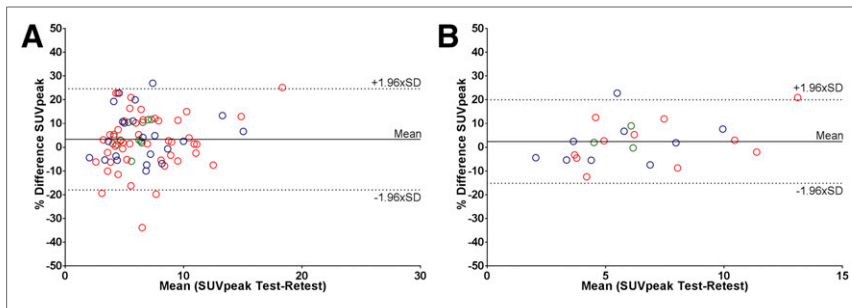 A
% Difference SUVpeak
50
40
30
20
10
0
-10
-20
-30
-40
-50
+1.96xSD
Mean
-1.96xSD
0
10
20
30
Mean (SUVpeak Test-Retest)
B
% Difference SUVpeak
50
40
30
20
10
0
-10
-20
-30
-40
-50
+1.96xSD
Mean
-1.96xSD
0
5
10
15
Mean (SUVpeak Test-Retest)